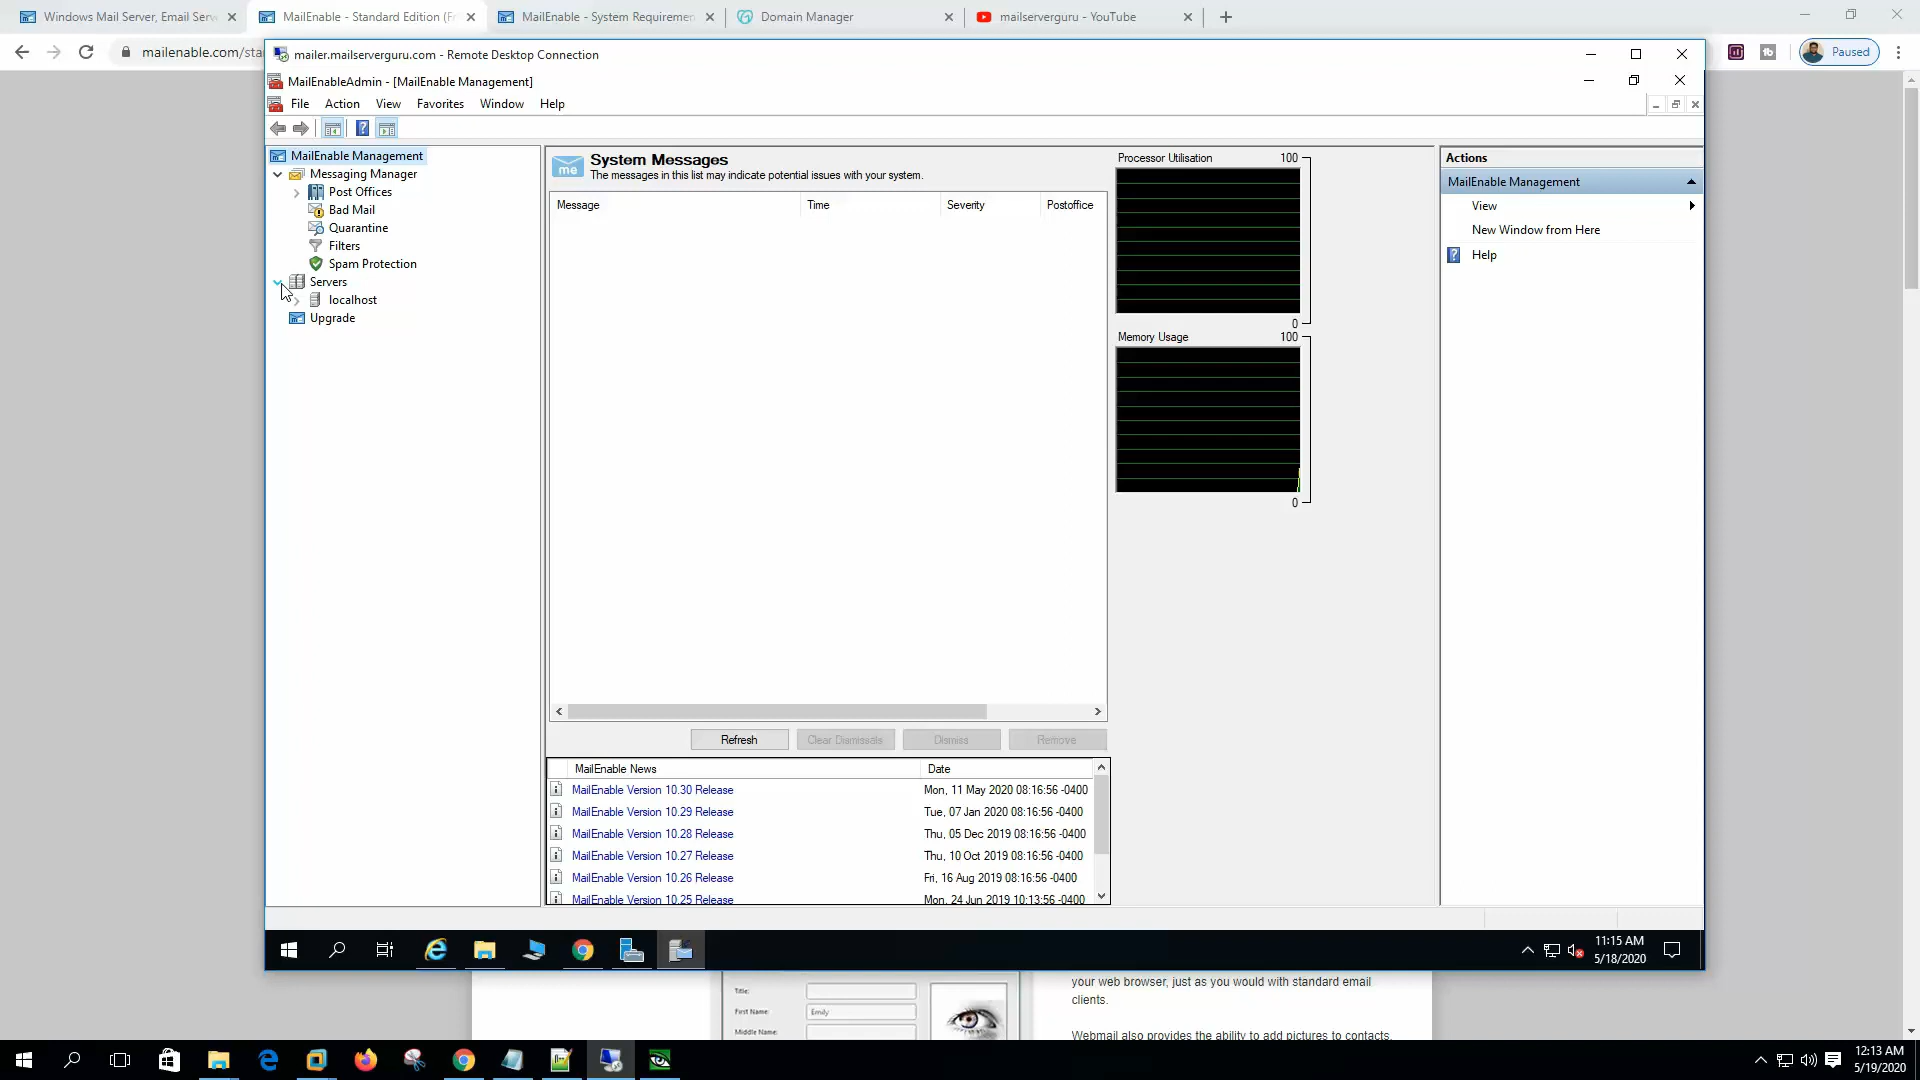 Windows Mail Server, Email Serv
MailEnable - Standard Edition (Fr
MailEnable - System Requiremen
Domain Manager
mailserverguru - YouTube
mailenable.com/sta
Paused
mailer.mailserverguru.com - Remote Desktop Connection
MailEnableAdmin - [MailEnable Management]
File Action View Favorites Window Help
MailEnable Management
Messaging Manager
Post Offices
Bad Mail
Quarantine
Filters
Spam Protection
Servers
localhost
Upgrade
me
System Messages
The messages in this list may indicate potential issues with your system.
Message Time Severity Postoffice
Refresh Clear Dismissals Dismiss Remove
MailEnable News Date
MailEnable Version 10.30 Release Mon, 11 May 2020 08:16:56 -0400
MailEnable Version 10.29 Release Tue, 07 Jan 2020 08:16:56 -0400
MailEnable Version 10.28 Release Thu, 05 Dec 2019 08:16:56 -0400
MailEnable Version 10.27 Release Thu, 10 Oct 2019 08:16:56 -0400
MailEnable Version 10.26 Release Fri, 16 Aug 2019 08:16:56 -0400
MailEnable Version 10.25 Release Mon, 24 Jun 2019 10:13:56 -0400
Processor Utilisation 100
0
Memory Usage 100
0
Actions
MailEnable Management
View
New Window from Here
Help
11:15 AM
5/18/2020
Title:
First Name: Emily
Middle Name:
your web browser, just as you would with standard email
clients.
Webmail also provides the ability to add pictures to contacts.
12:13 AM
5/19/2020